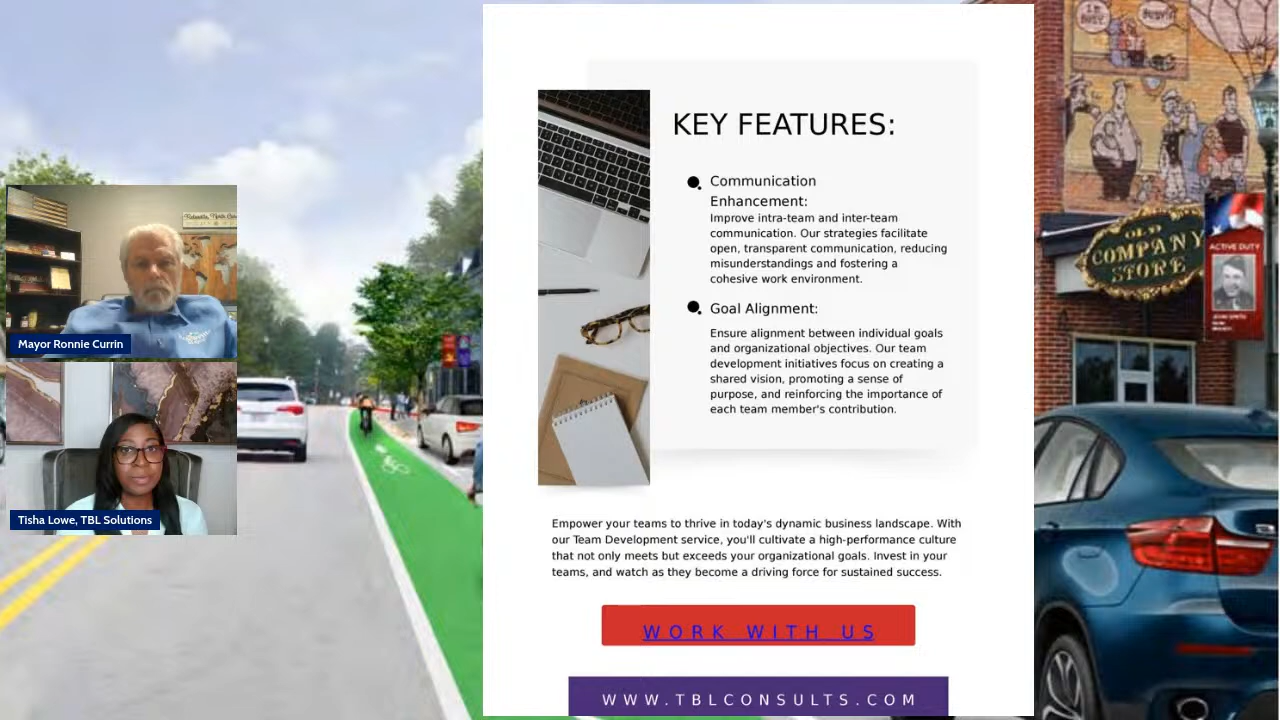 KEY FEATURES:
Communication
Enhancement:
Improve intra-team and inter-team
communication. Our strategies facilitate
open, transparent communication, reducing
misunderstandings and fostering a
cohesive work environment.
Goal Alignment:
Ensure alignment between individual goals
and organizational objectives. Our team
development initiatives focus on creating a
shared vision, promoting a sense of
purpose, and reinforcing the importance of
each team member's contribution.
Empower your teams to thrive in today's dynamic business landscape. With
our Team Development service, you'll cultivate a high-performance culture
that not only meets but exceeds your organizational goals. Invest in your
teams, and watch as they become a driving force for sustained success.
WORK WITH US
WWW.TBLCONSULTS.COM
Mayor Ronnie Currin
Tisha Lowe, TBL Solutions
I'm
BUSY
BUSY!!
OLD
COMPANY
STORE
ACTIVE DUTY